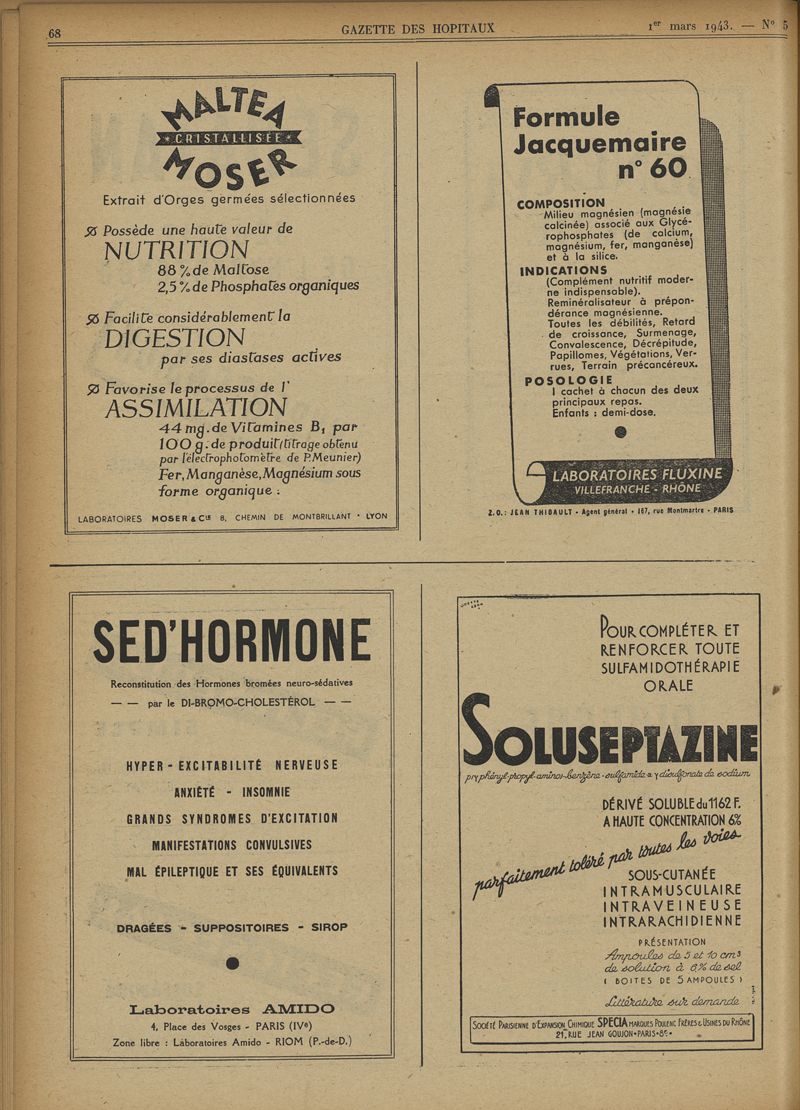 68
GAZETTE DES HOPITAUX
1er mars 1943. — N° 5
MALTEA
CRISTALLISÉE
MOSER
Extrait d'Orges germées sélectionnées
Possède une haute valeur de
NUTRITION
88 % de Maltose
2,5 % de Phosphates organiques
Facilite considérablement la
DIGESTION
par ses diastases actives
Favorise le processus de l'
ASSIMILATION
44 mg. de Vitamines B1 par
100 g. de produit (titrage obtenu
par l'électrophotomètre de P. Meunier)
Fer, Manganèse, Magnésium sous
forme organique :
LABORATOIRES MOSER & Cie 8, CHEMIN DE MONTBRILLANT • LYON
Formule
Jacquemaire
n° 60
COMPOSITION
Milieu magnésien (magnésie
calcinée) associé aux Glycé-
rophosphates (de calcium,
magnésium, fer, manganèse)
et à la silice.
INDICATIONS
(Complément nutritif moder-
ne indispensable).
Reminéralisateur à prépon-
dérance magnésienne.
Toutes les débilités, Retard
de croissance, Surmenage,
Convalescence, Décrépitude,
Papillomes, Végétations, Ver-
rues, Terrain précancéreux.
POSOLOGIE
1 cachet à chacun des deux
principaux repas.
Enfants : demi-dose.
LABORATOIRES FLUXINE
VILLEFRANCHE - RHÔNE
Z.O.: JEAN THIBAULT • Agent général • 167, rue Montmartre • PARIS
SED'HORMONE
Reconstitution des Hormones bromées neuro-sédatives
— — par le DI-BROMO-CHOLESTÉROL — —
HYPER - EXCITABILITÉ NERVEUSE
ANXIÉTÉ - INSOMNIE
GRANDS SYNDROMES D'EXCITATION
MANIFESTATIONS CONVULSIVES
MAL ÉPILEPTIQUE ET SES ÉQUIVALENTS
DRAGÉES - SUPPOSITOIRES - SIROP
Laboratoires AMIDO
4, Place des Vosges - PARIS (IVe)
Zone libre : Laboratoires Amido - RIOM (P.-de-D.)
POUR COMPLÉTER ET
RENFORCER TOUTE
SULFAMIDOTHÉRAPIE
ORALE
SOLUSEPTAZINE
pry phényl-propyl-amino-benzène-sulfamide α γ disulfonate de sodium
DÉRIVÉ SOLUBLE du 1162 F.
A HAUTE CONCENTRATION 6%
parfaitement toléré par toutes les voies
SOUS-CUTANÉE
INTRAMUSCULAIRE
INTRAVEINEUSE
INTRARACHIDIENNE
PRÉSENTATION
Ampoules de 5 et 10 cm3
de solution à 6% de sel
( BOITES DE 5 AMPOULES )
Littérature sur demande
SOCIÉTÉ PARISIENNE D'EXPANSION CHIMIQUE SPECIA MARQUES POULENC FRÈRES & USINES DU RHÔNE
21, RUE JEAN GOUJON • PARIS • 8e •